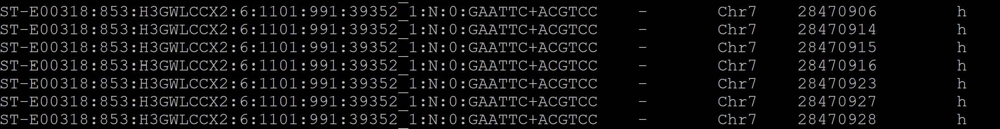 ST-E00318:853:H3GWLCCX2:6:1101:991:39352_1:N:0:GAATTC+ACGTCC - Chr7 28470906 h
ST-E00318:853:H3GWLCCX2:6:1101:991:39352_1:N:0:GAATTC+ACGTCC - Chr7 28470914 h
ST-E00318:853:H3GWLCCX2:6:1101:991:39352_1:N:0:GAATTC+ACGTCC - Chr7 28470915 h
ST-E00318:853:H3GWLCCX2:6:1101:991:39352_1:N:0:GAATTC+ACGTCC - Chr7 28470916 h
ST-E00318:853:H3GWLCCX2:6:1101:991:39352_1:N:0:GAATTC+ACGTCC - Chr7 28470923 h
ST-E00318:853:H3GWLCCX2:6:1101:991:39352_1:N:0:GAATTC+ACGTCC - Chr7 28470927 h
ST-E00318:853:H3GWLCCX2:6:1101:991:39352_1:N:0:GAATTC+ACGTCC - Chr7 28470928 h